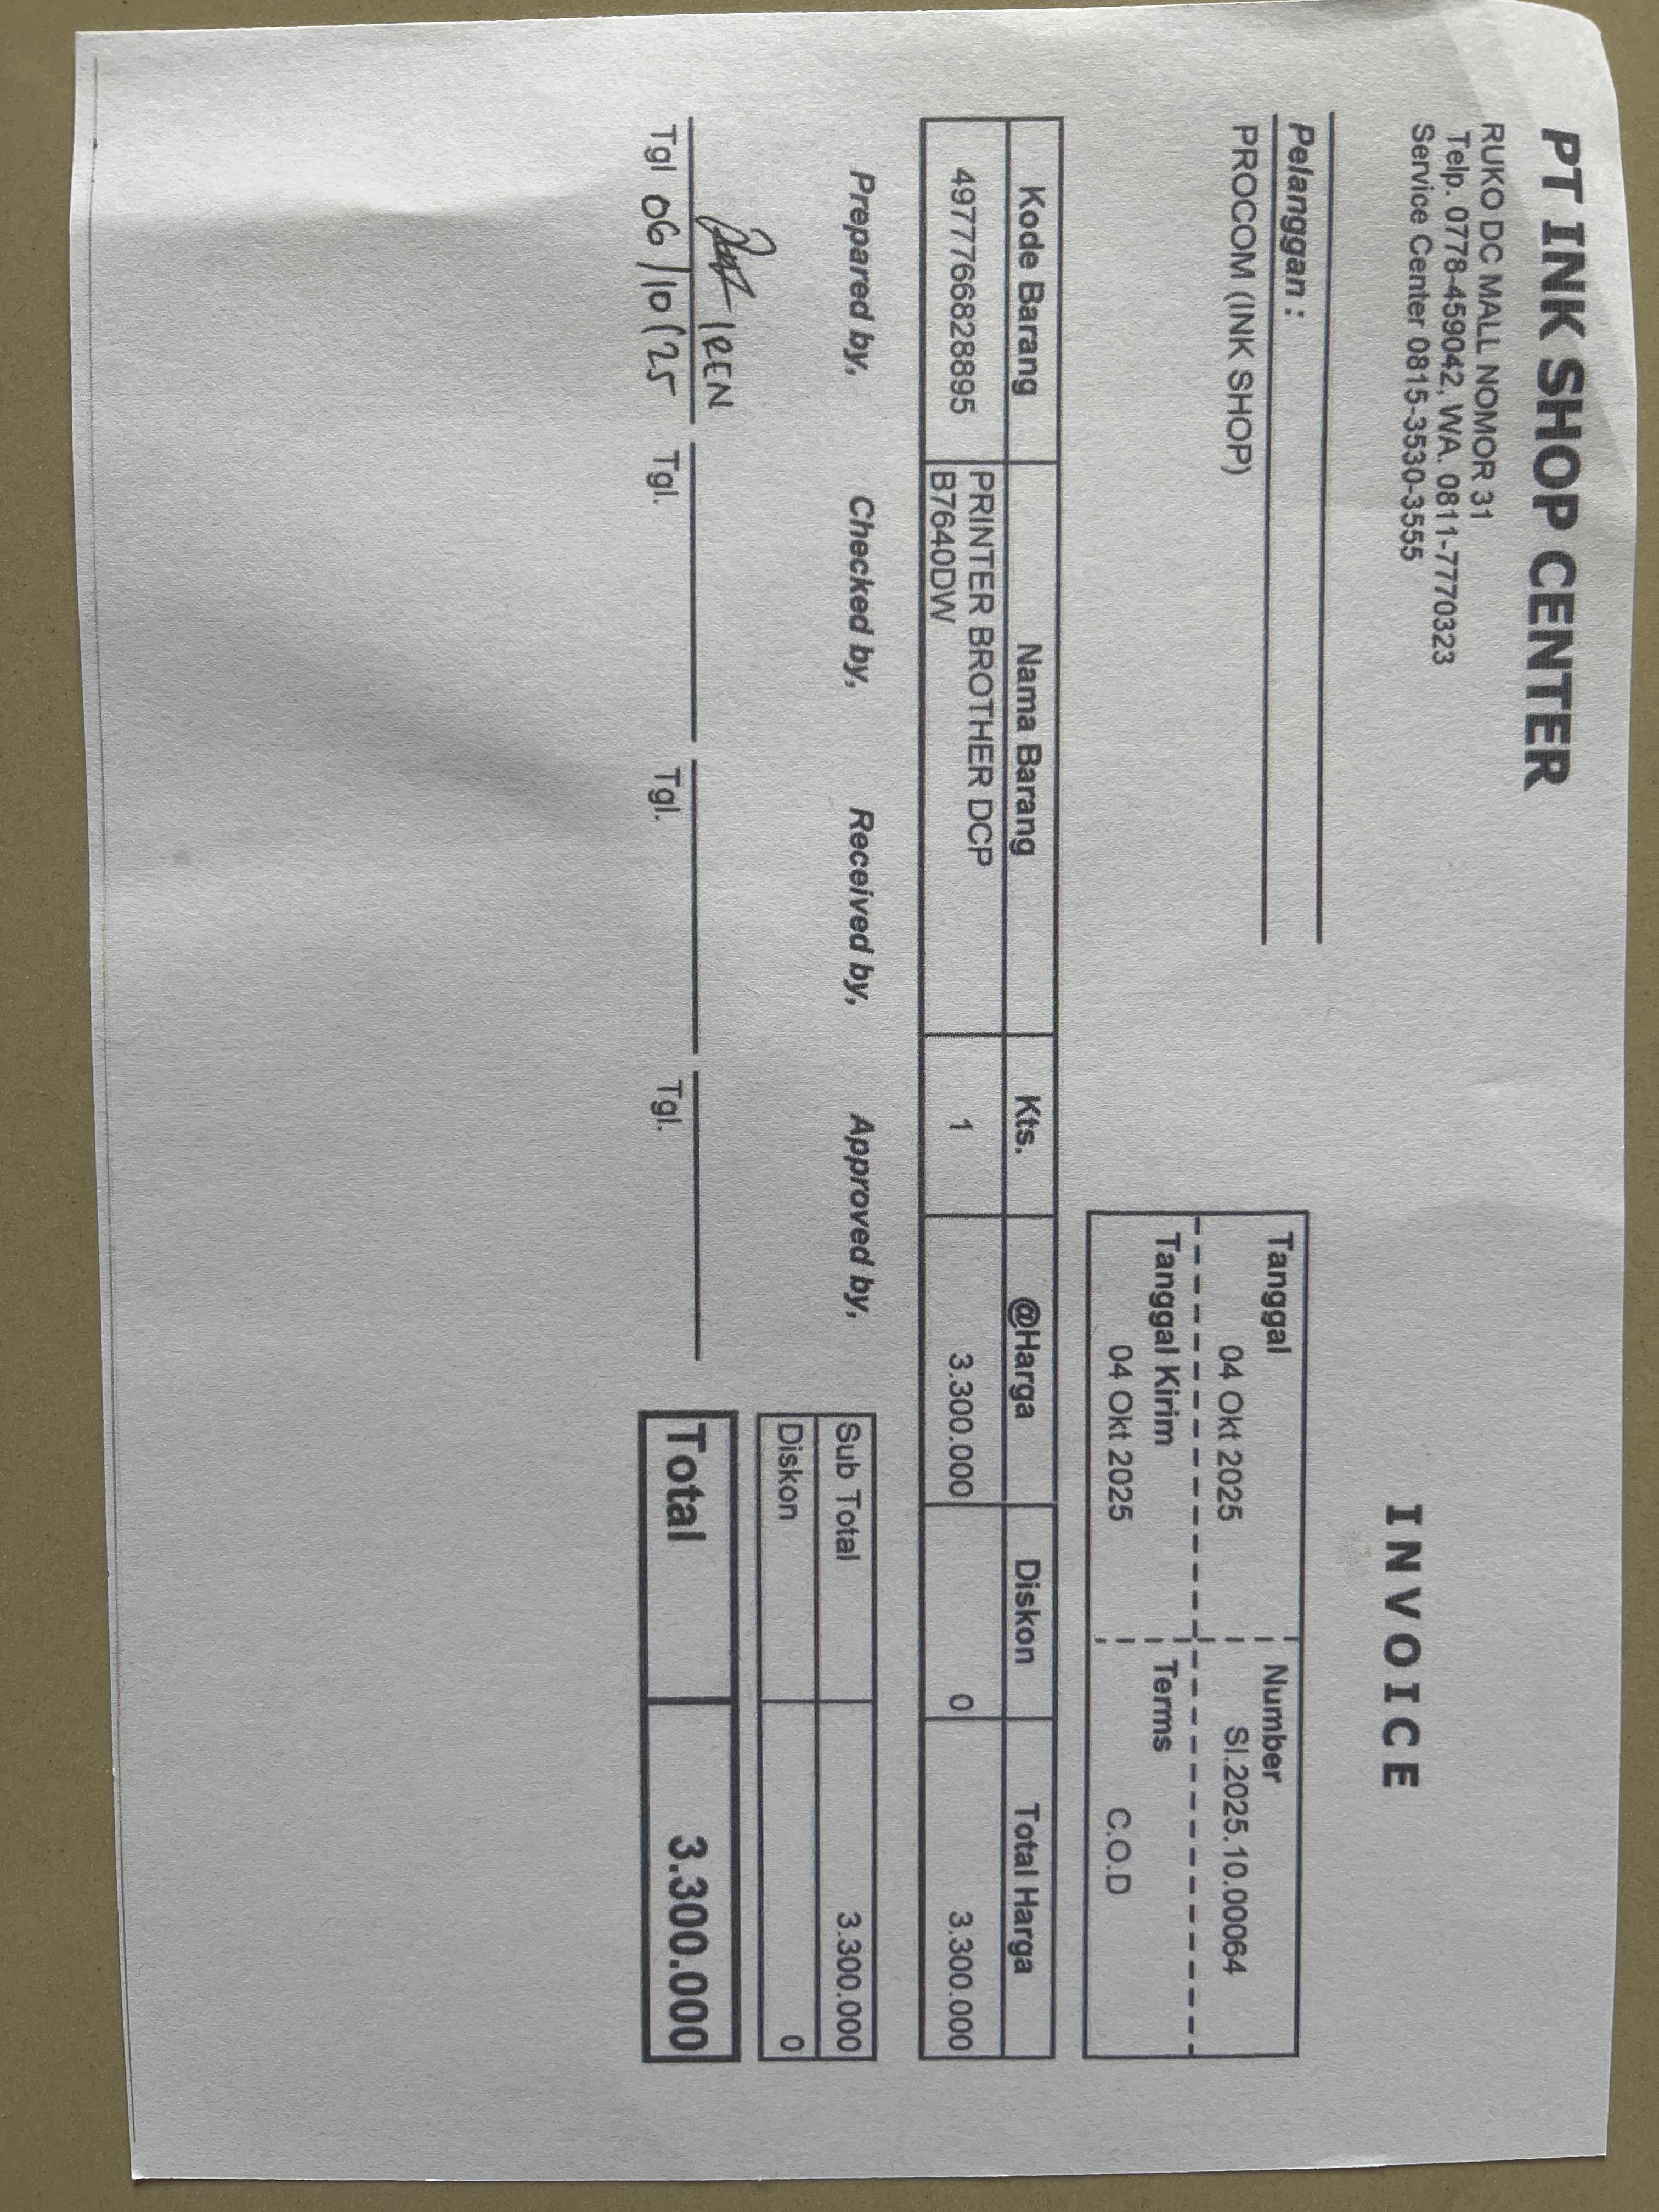 PT INK SHOP CENTER
RUKO DC MALL NOMOR 31
Telp. 0778-459042, WA. 0811-7770323
Service Center 0815-3530-3555
INVOICE
Pelanggan :
PROCOM (INK SHOP)
Tanggal Number
04 Okt 2025 SI.2025.10.00064
Tanggal Kirim Terms
04 Okt 2025 C.O.D
Kode Barang Nama Barang Kts. @Harga Diskon Total Harga
4977766828895 PRINTER BROTHER DCP 1 3.300.000 0 3.300.000
B7640DW
Prepared by, Checked by, Received by, Approved by,
Sub Total 3.300.000
Diskon 0
IREN
Tgl 06/10/25 Tgl. Tgl. Tgl.
Total 3.300.000